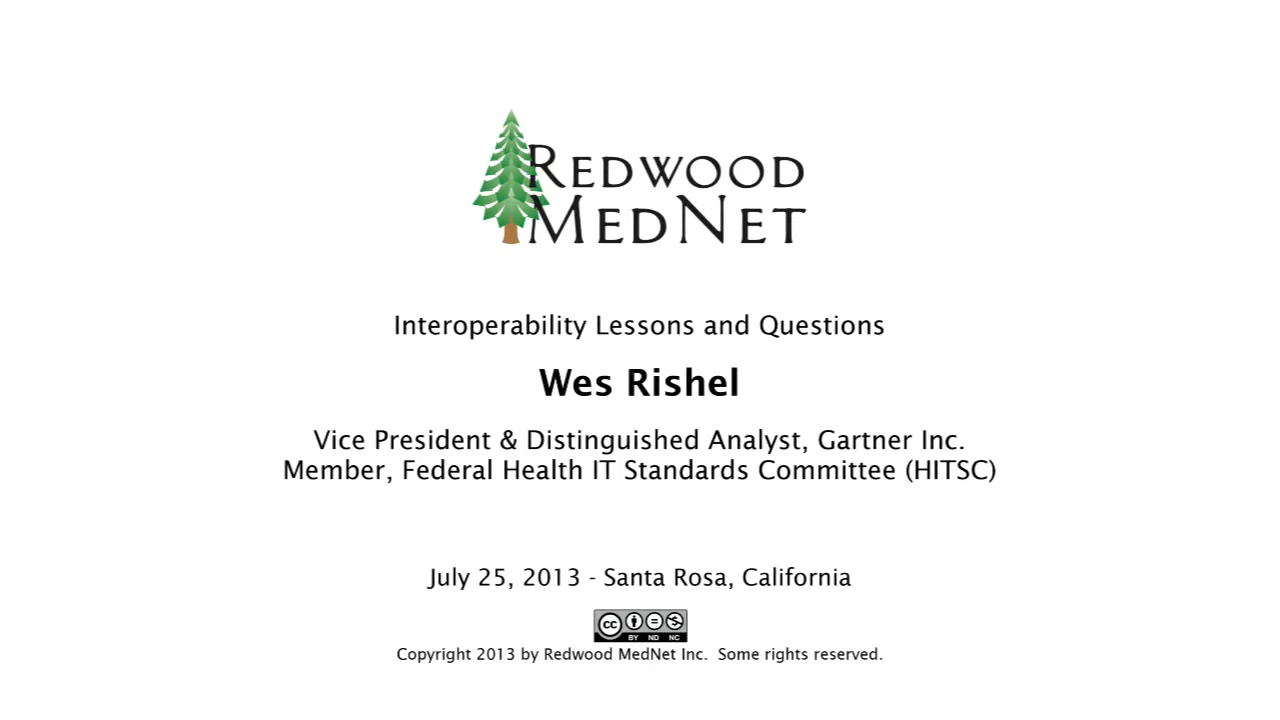 REDWOOD
MEDNET
Interoperability Lessons and Questions
Wes Rishel
Vice President & Distinguished Analyst, Gartner Inc.
Member, Federal Health IT Standards Committee (HITSC)
July 25, 2013 - Santa Rosa, California
cc
BY ND NC
Copyright 2013 by Redwood MedNet Inc. Some rights reserved.